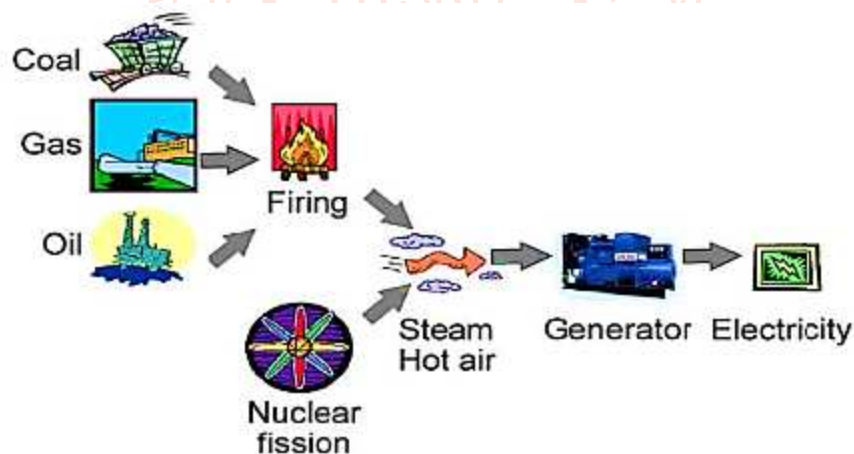 Coal
Gas
Oil
Firing
Nuclear
fission
Steam
Hot air
Generator
Electricity